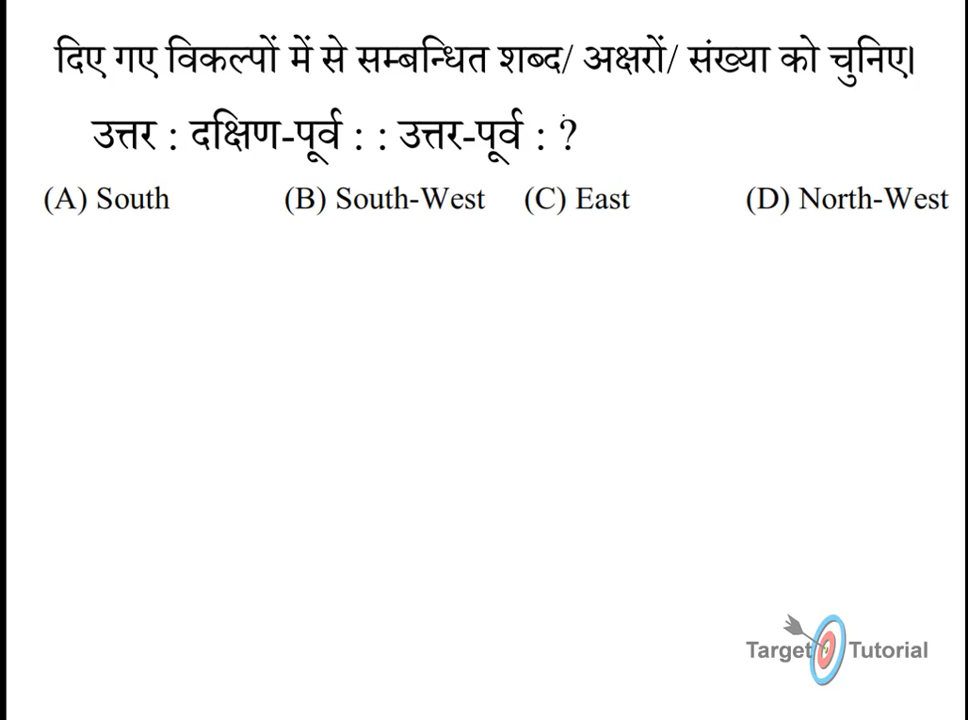 दिए गए विकल्पों में से सम्बन्धित शब्द/ अक्षरों/ संख्या को चुनिए।
उत्तर : दक्षिण-पूर्व : : उत्तर-पूर्व : ?
(A) South (B) South-West (C) East (D) North-West
Target Tutorial